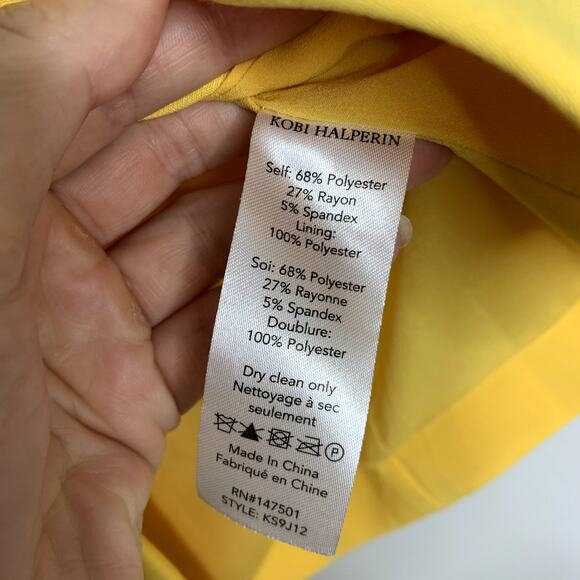 KOBI HALPERIN
Self: 68% Polyester
27% Rayon
5% Spandex
Lining:
100% Polyester
Soi: 68% Polyester
27% Rayonne
5% Spandex
Doublure:
100% Polyester
Dry clean only
Nettoyage à sec
seulement
P
Made In China
Fabriqué en Chine
RN#147501
STYLE: KS9J12